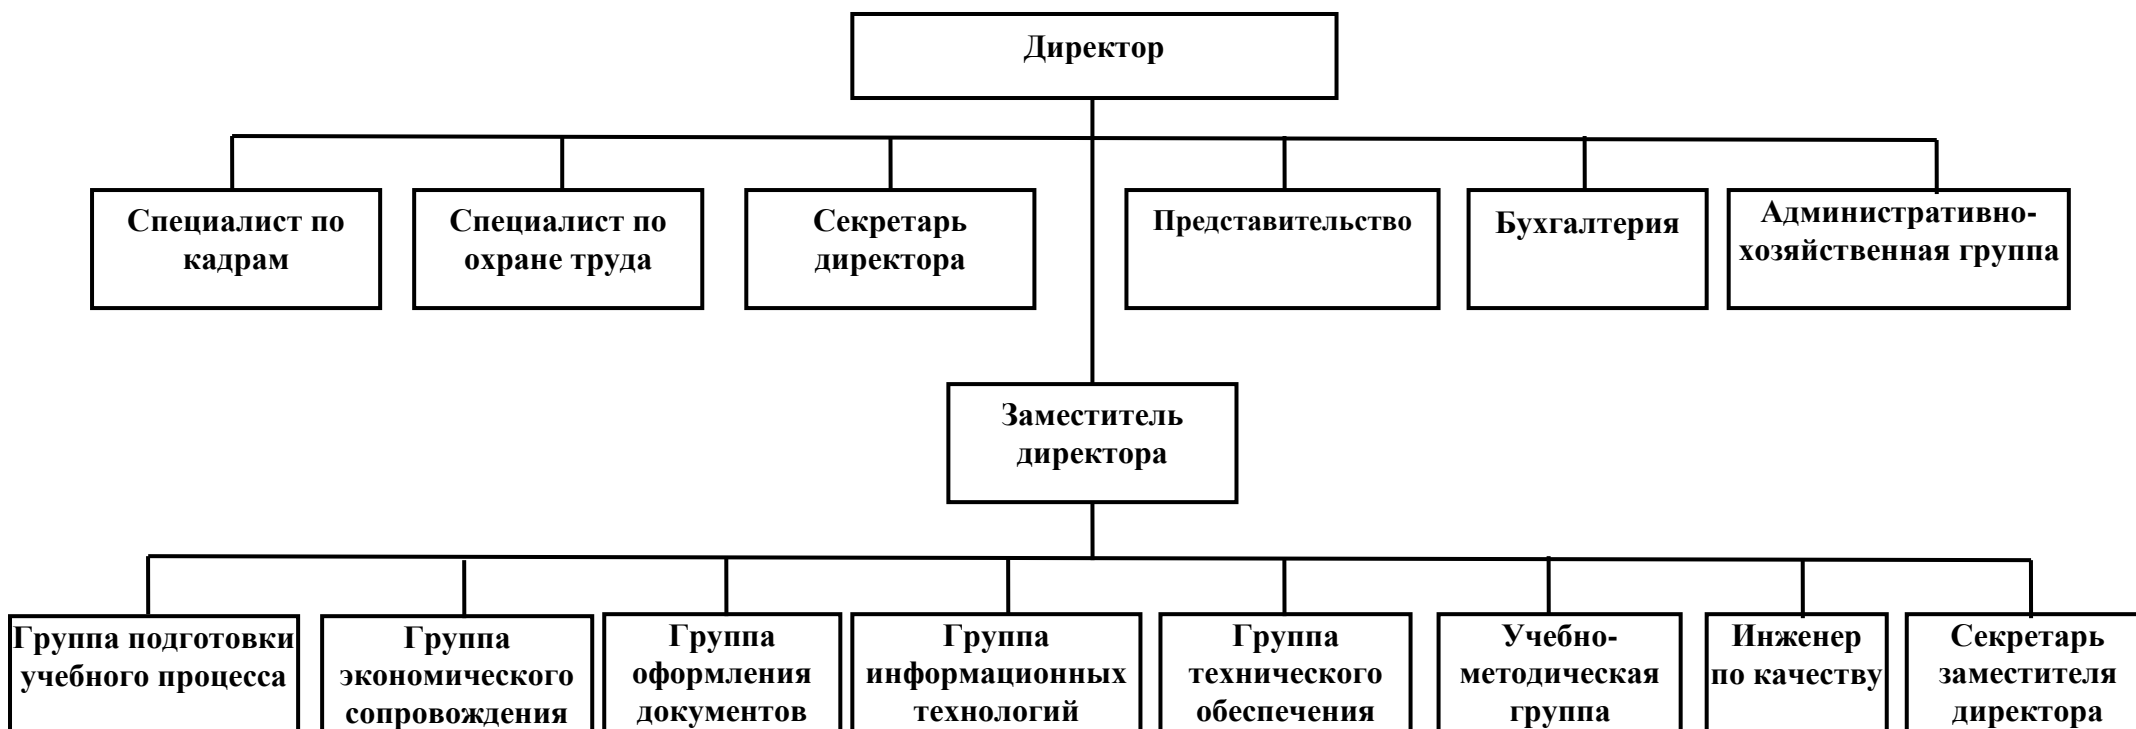 Директор
Специалист по
кадрам
Специалист по
охране труда
Секретарь
директора
Представительство
Бухгалтерия
Административно-
хозяйственная группа
Заместитель
директора
Группа подготовки
учебного процесса
Группа
экономического
сопровождения
Группа
оформления
документов
Группа
информационных
технологий
Группа
технического
обеспечения
Учебно-
методическая
группа
Инженер
по качеству
Секретарь
заместителя
директора